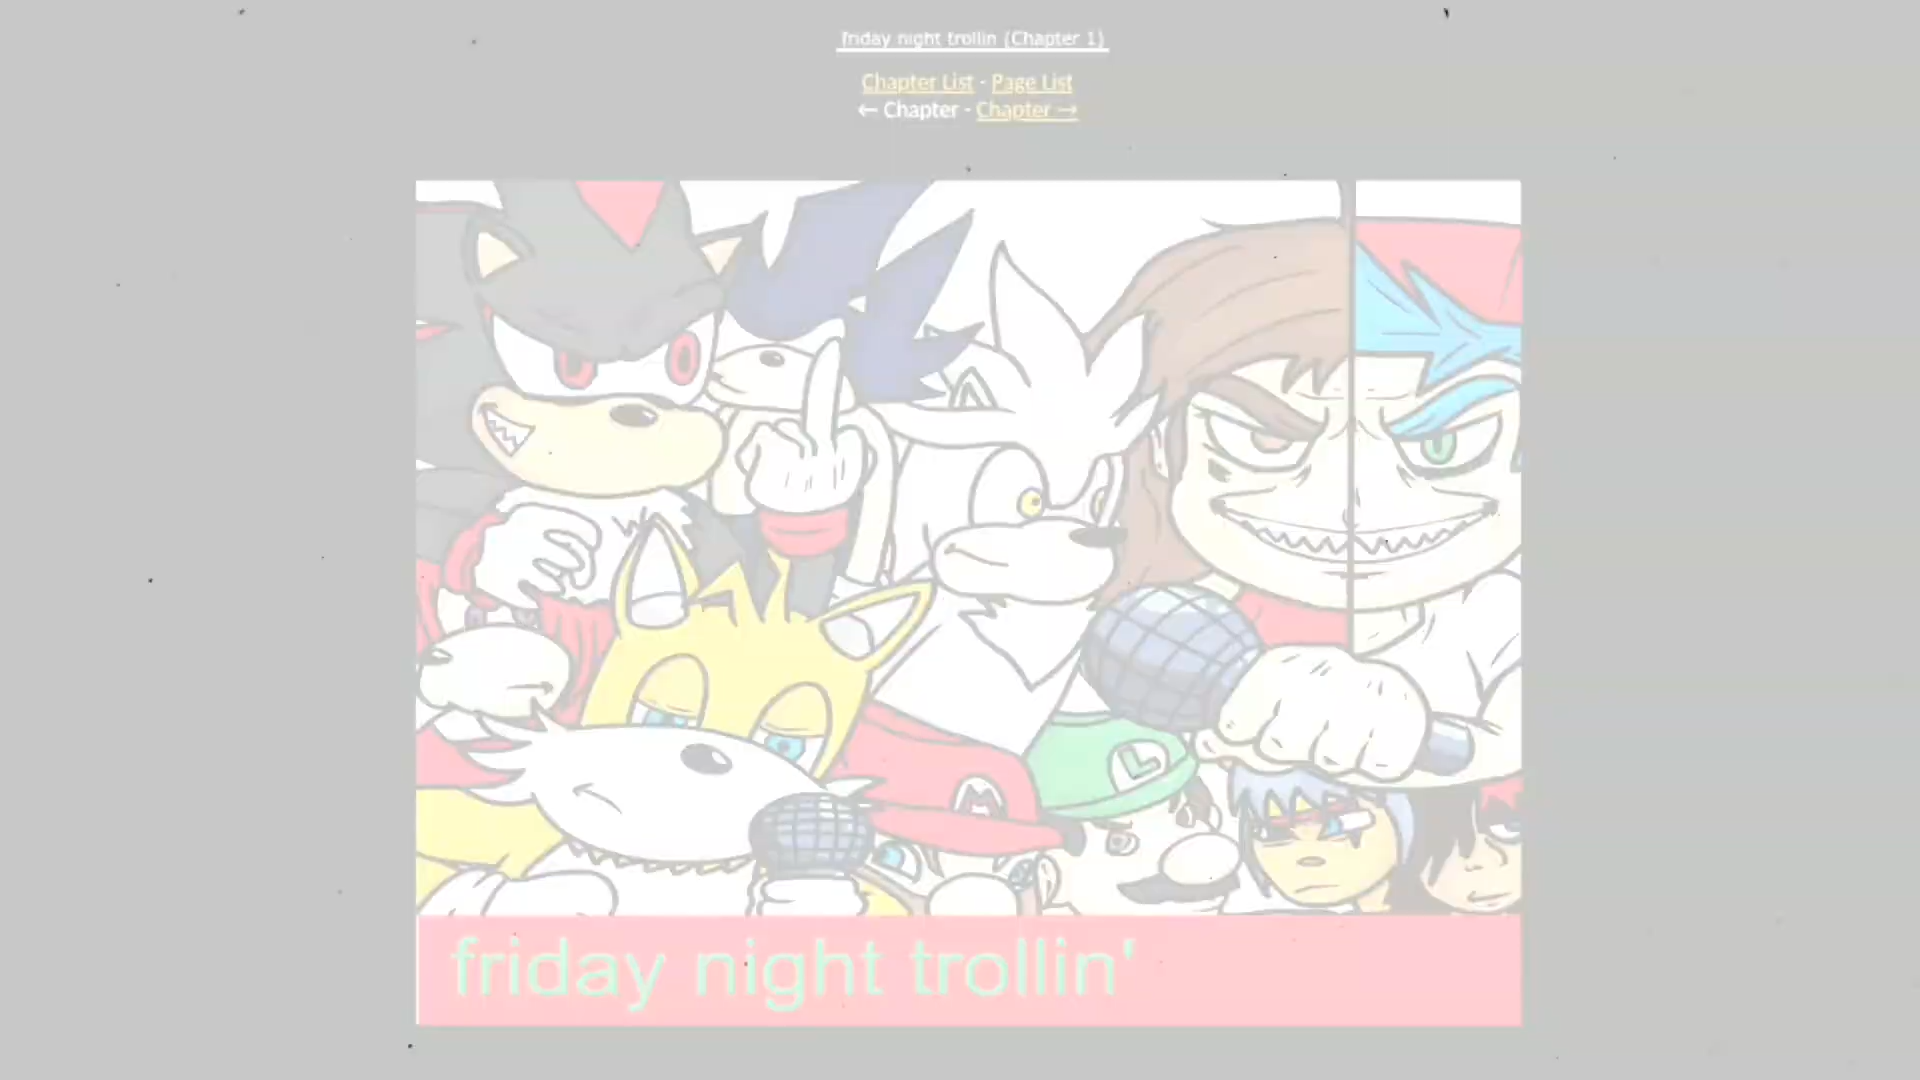 friday night trollin (Chapter 1)
Chapter List - Page List
← Chapter - Chapter →
M
L
friday night trollin'